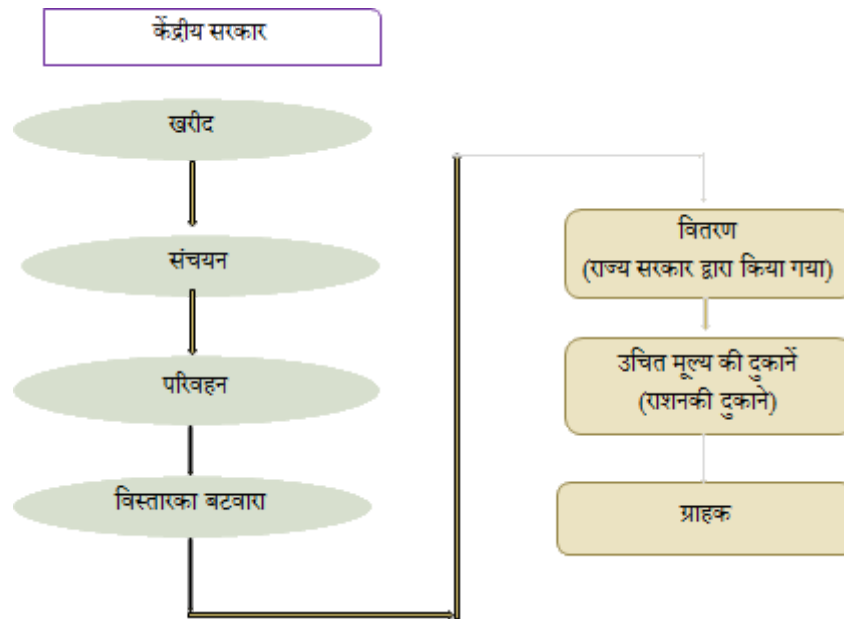 केंद्रीय सरकार
खरीद
संचयन
परिवहन
विस्तारका बटवारा
वितरण
(राज्य सरकार द्वारा किया गया)
उचित मूल्य की दुकानें
(राशनकी दुकाने)
ग्राहक